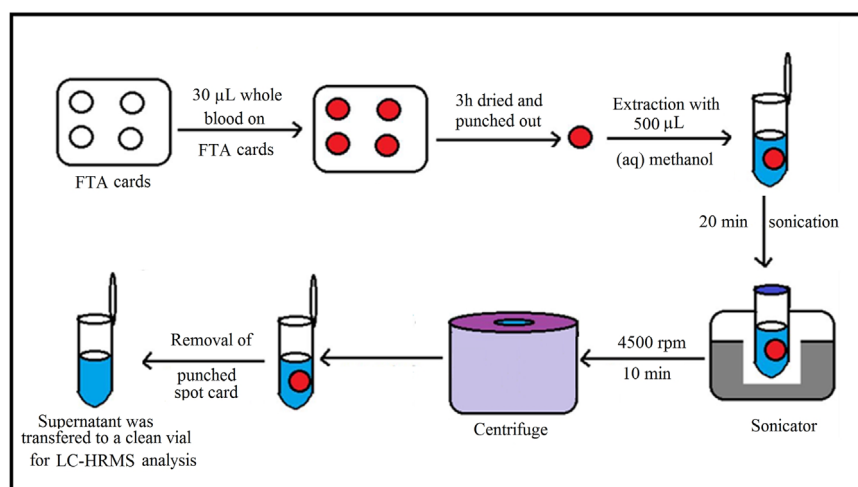 30 µL whole
blood on
FTA cards
FTA cards
3h dried and
punched out
Extraction with
500 µL
(aq) methanol
20 min
sonication
Sonicator
4500 rpm
10 min
Centrifuge
Removal of
punched
spot card
Supernatant was
transfered to a clean vial
for LC-HRMS analysis